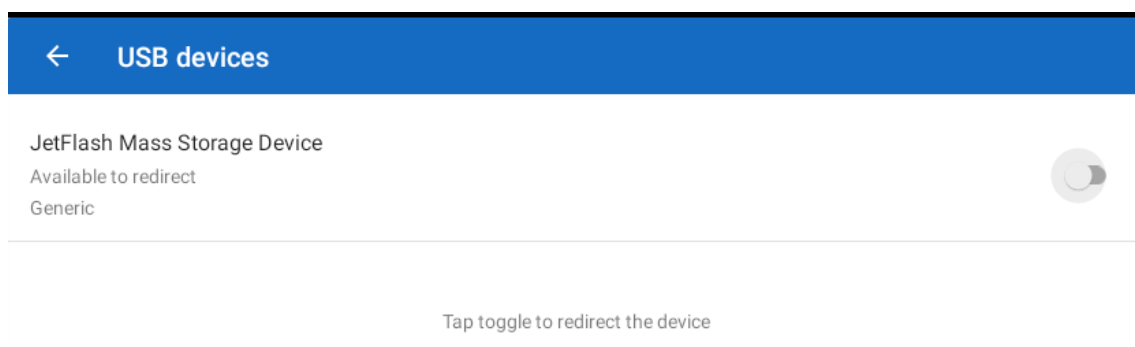 USB devices
JetFlash Mass Storage Device
Available to redirect
Generic
Tap toggle to redirect the device